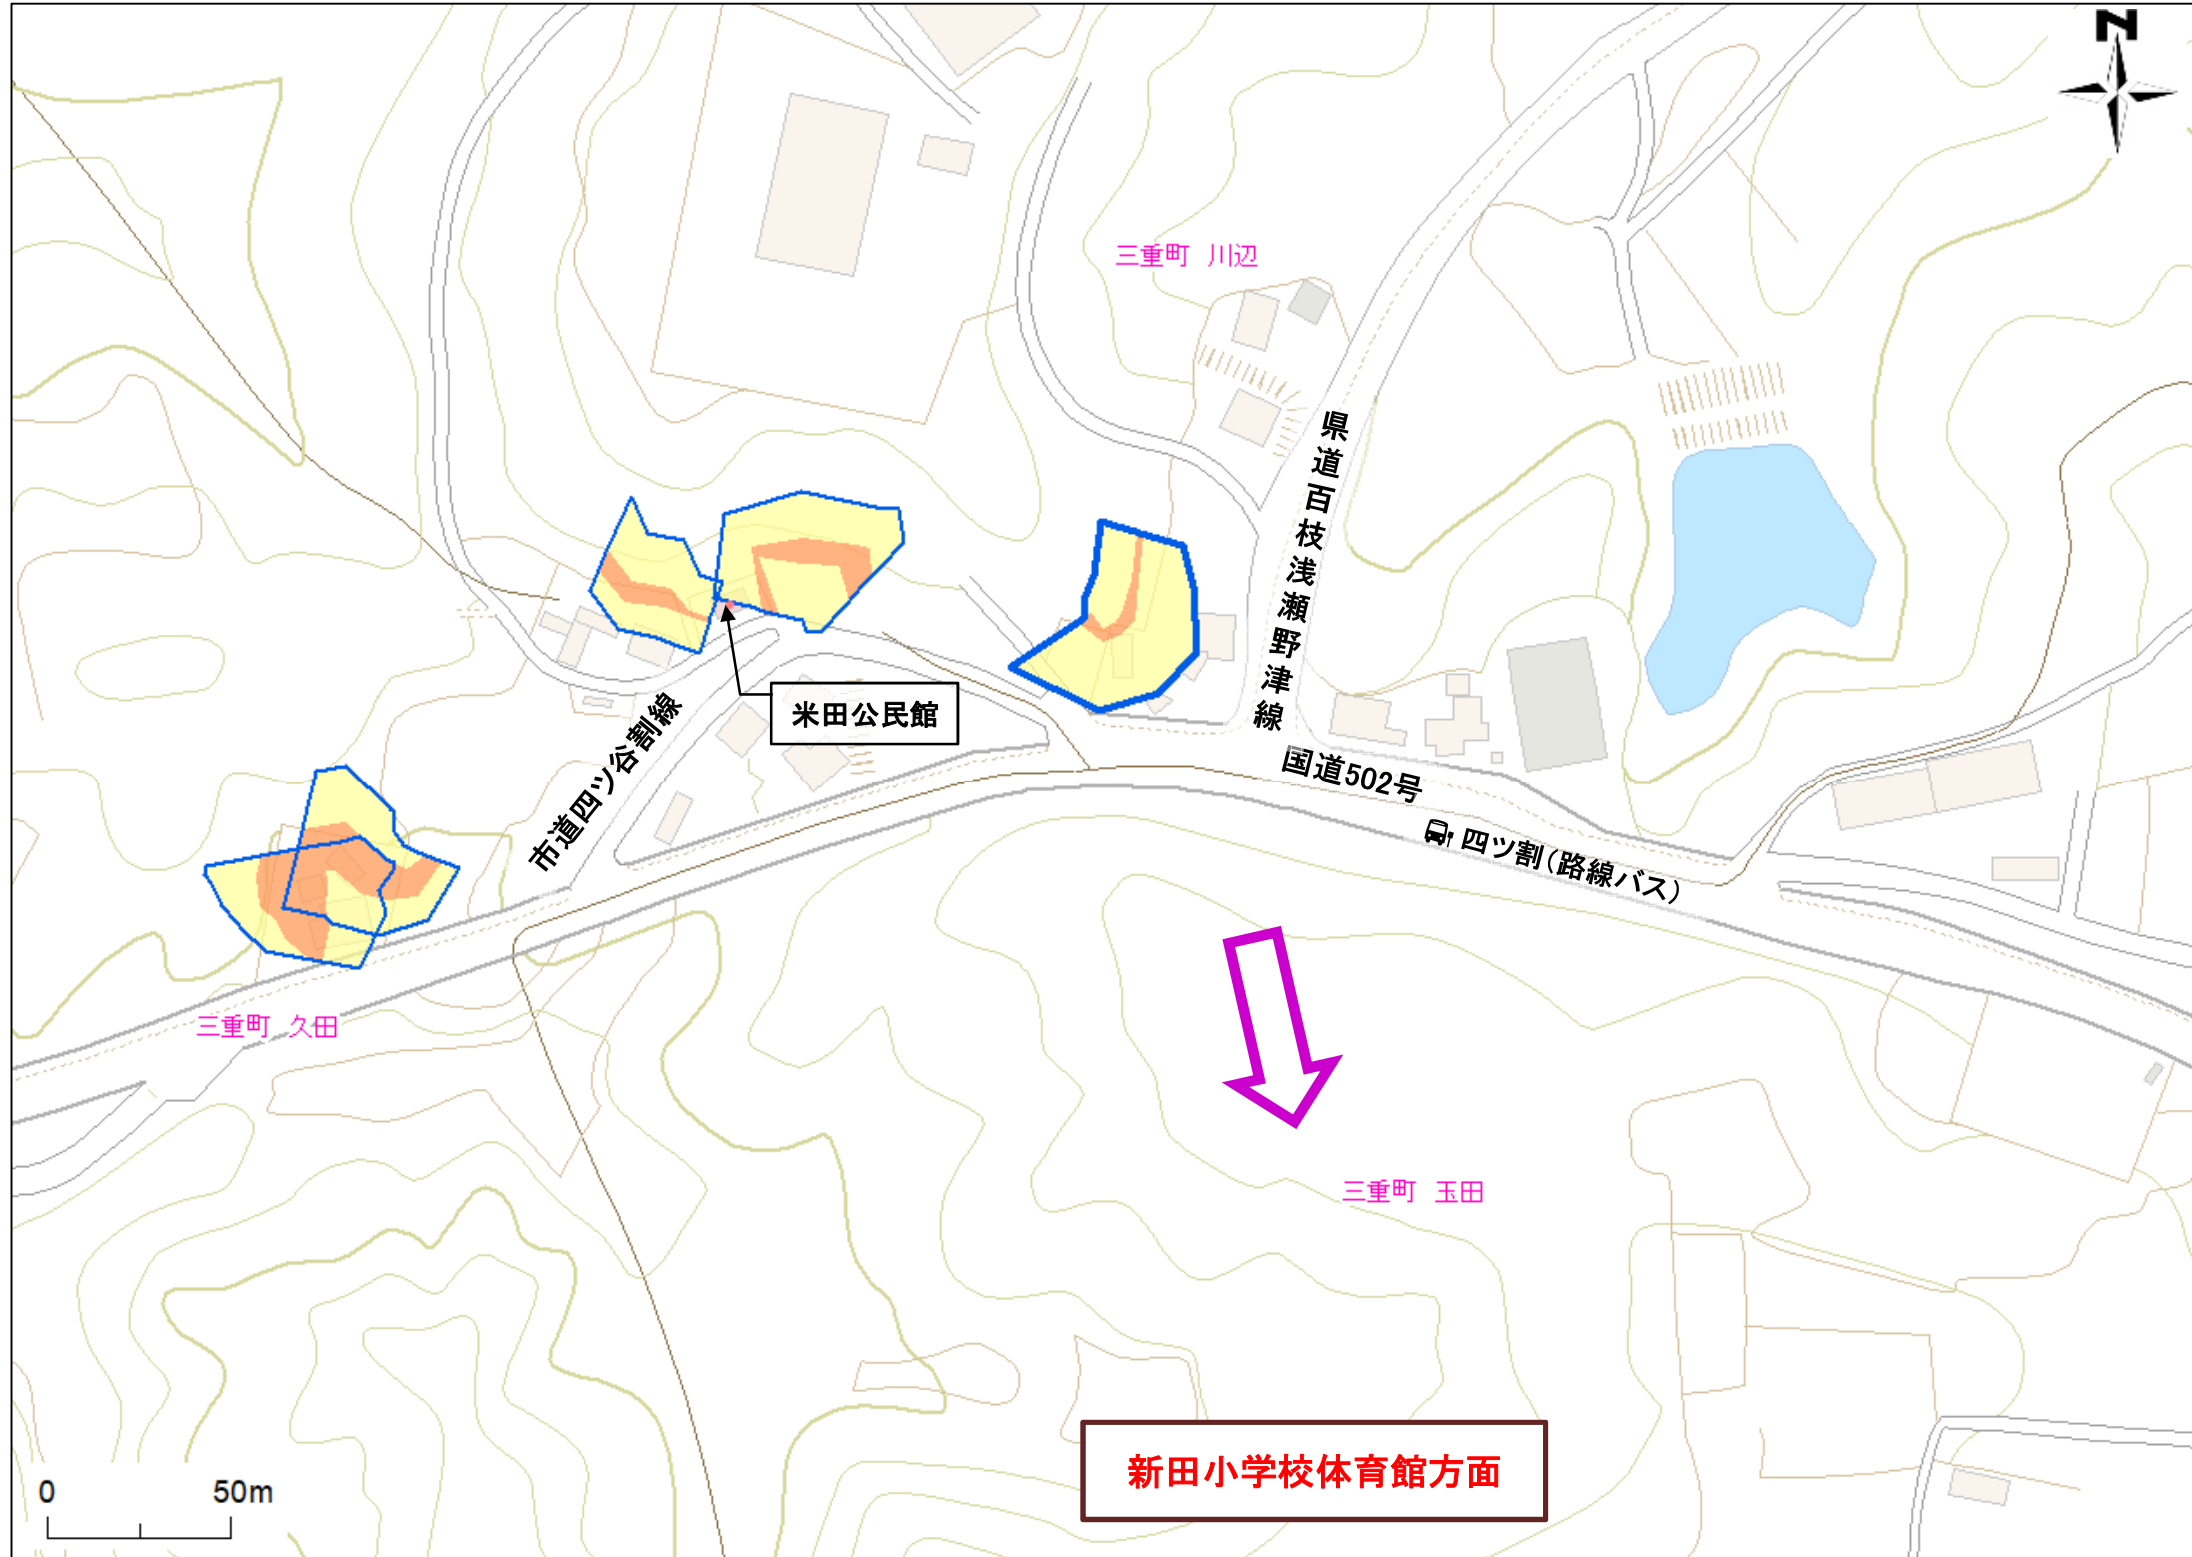 N
三重町 川辺
県道百枝浅瀬野津線
米田公民館
市道四ツ谷割線
国道502号
四ツ割（路線バス）
三重町 久田
三重町 玉田
新田小学校体育館方面
0 50m